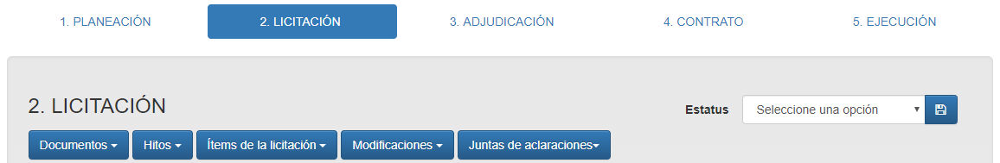 1. PLANEACIÓN 2. LICITACIÓN 3. ADJUDICACIÓN 4. CONTRATO 5. EJECUCIÓN
2. LICITACIÓN Estatus Seleccione una opción
Documentos Hitos Ítems de la licitación Modificaciones Juntas de aclaraciones